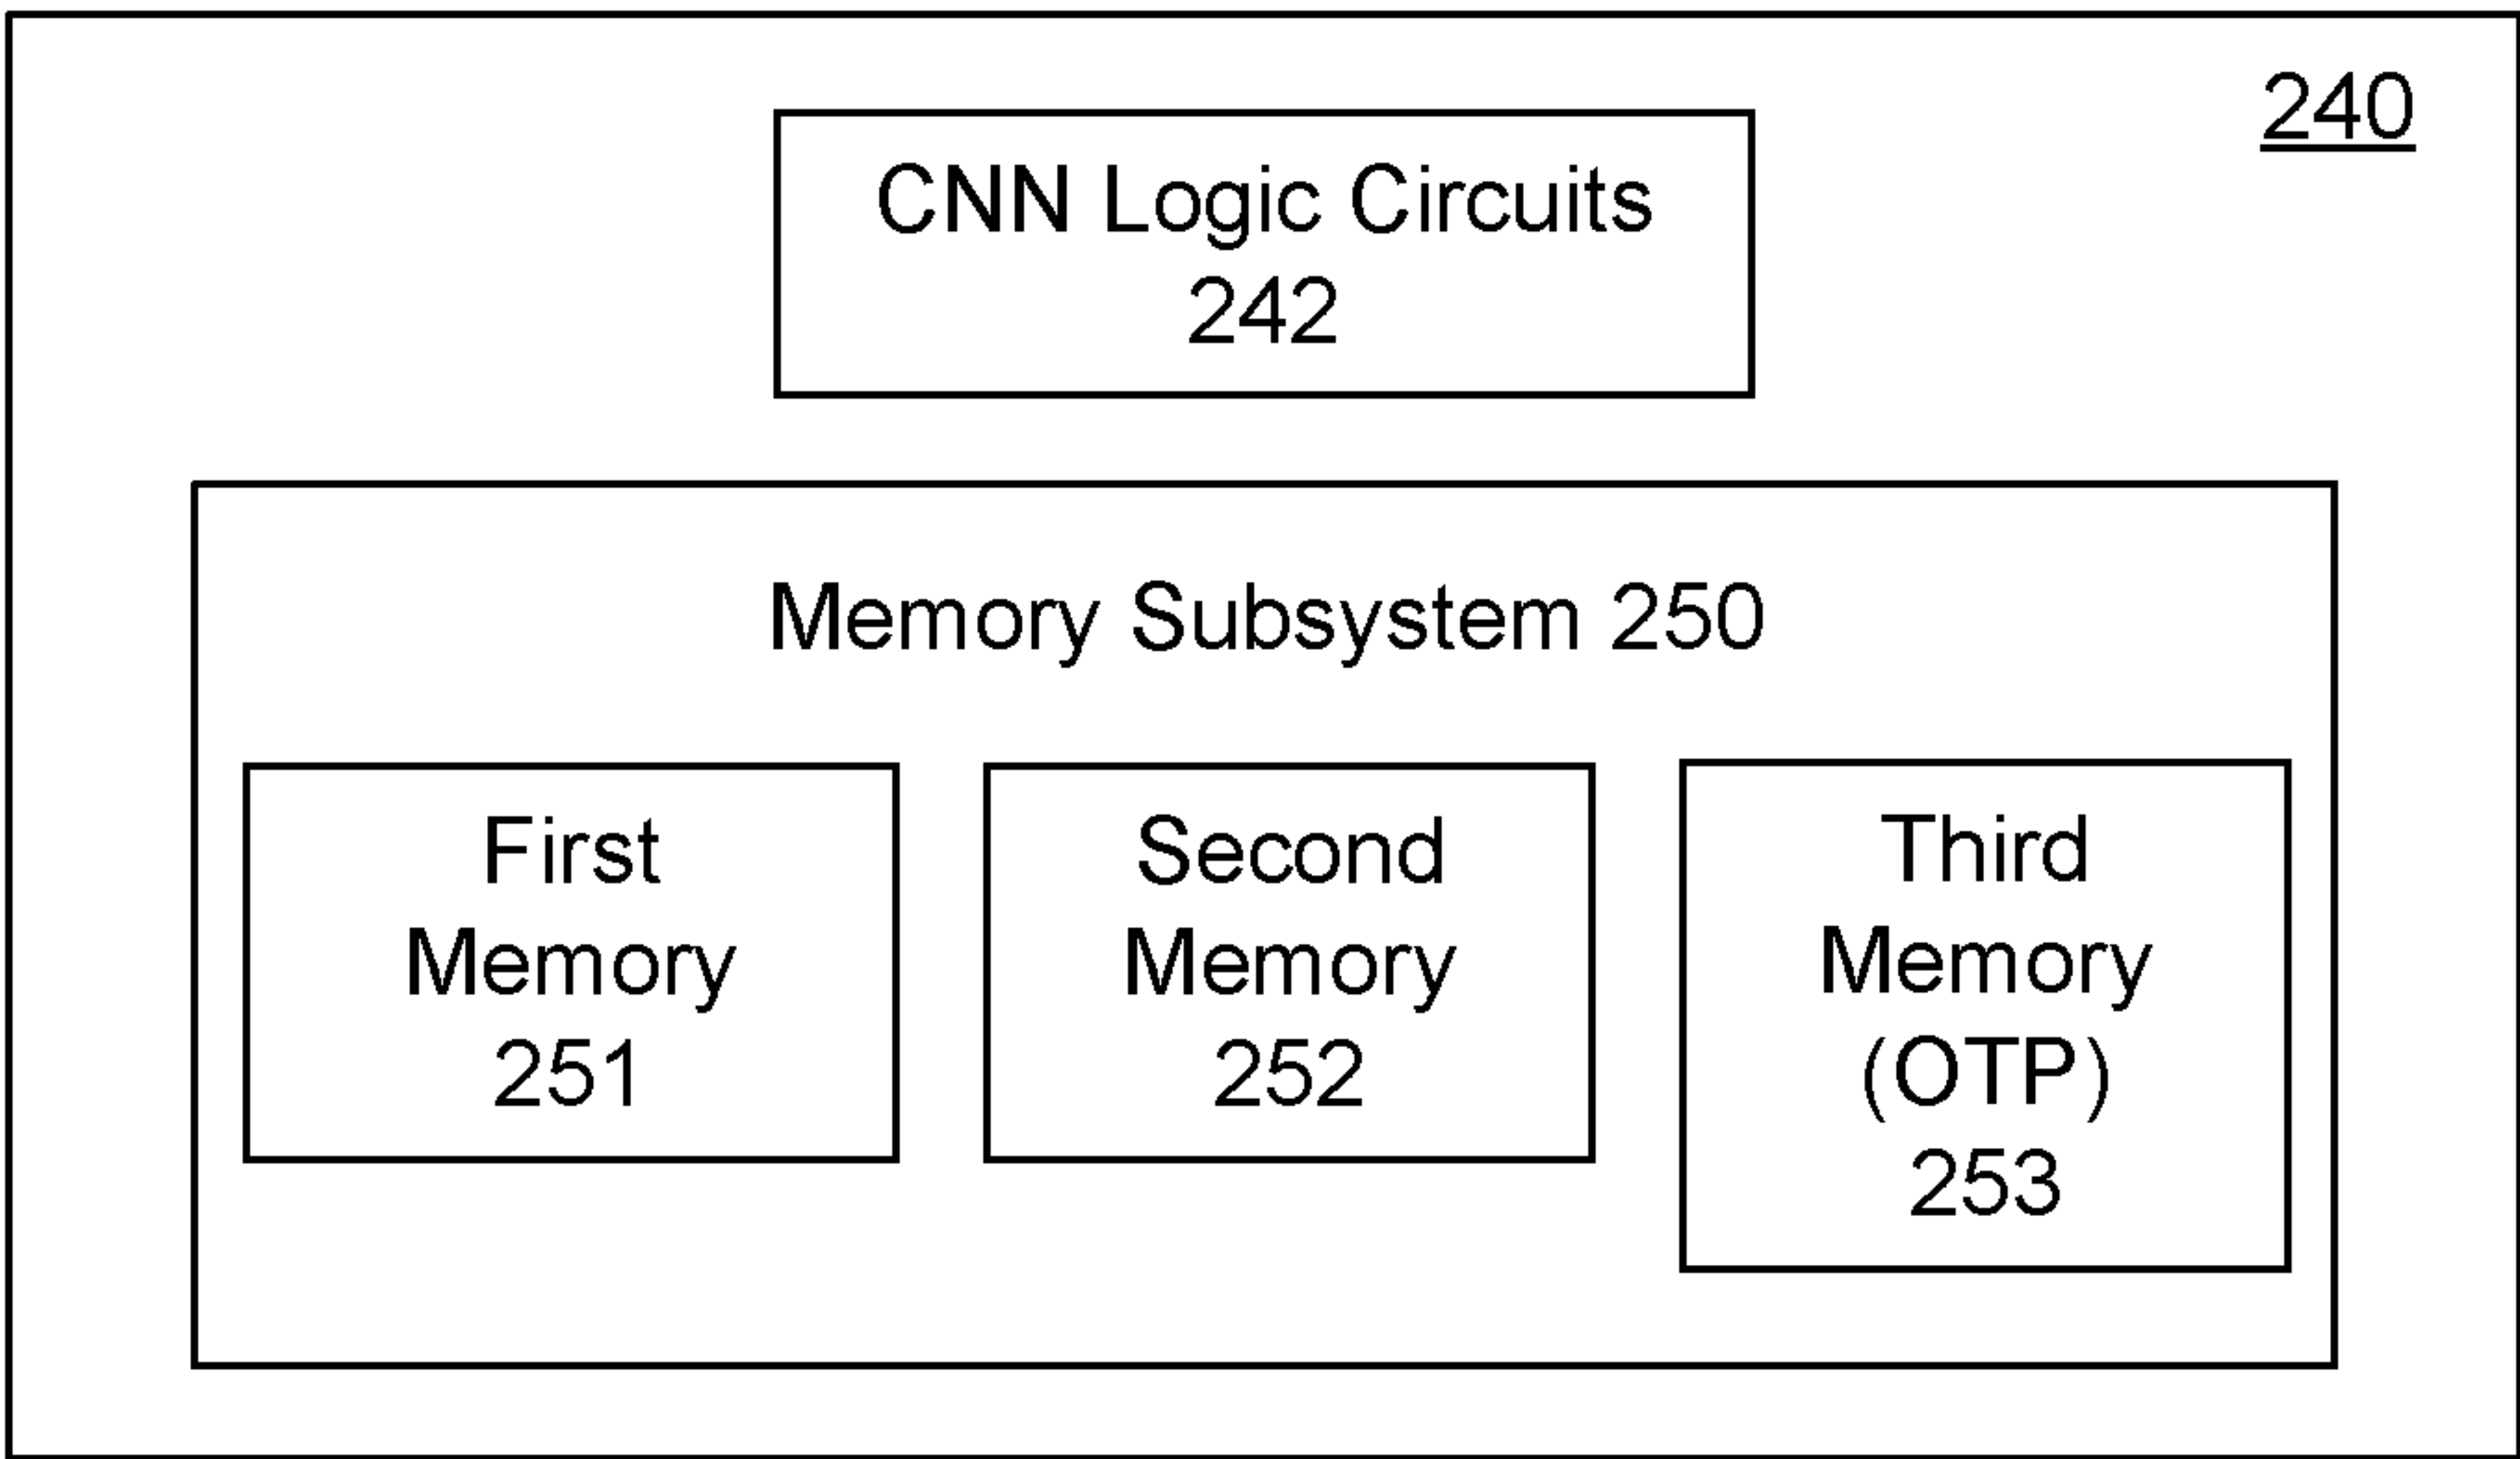 240
CNN Logic Circuits
242
Memory Subsystem 250
First
Memory
251
Second
Memory
252
Third
Memory
(OTP)
253